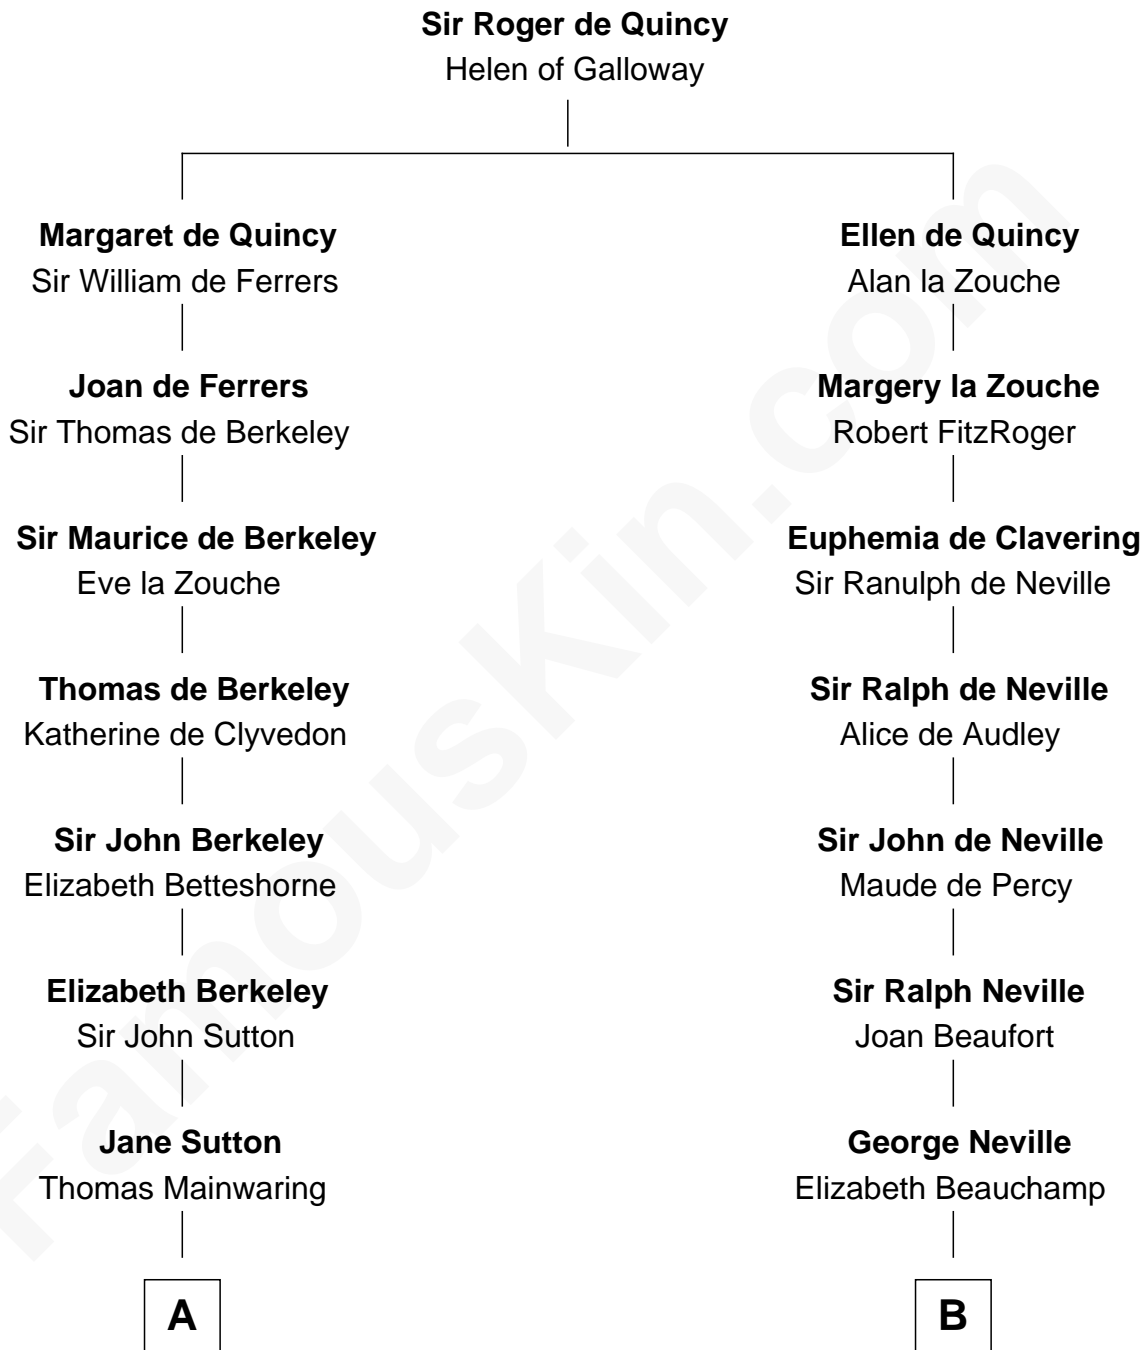 Sir Roger de Quincy
Helen of Galloway
Margaret de Quincy
Sir William de Ferrers
Ellen de Quincy
Alan la Zouche
Joan de Ferrers
Sir Thomas de Berkeley
Margery la Zouche
Robert FitzRoger
Sir Maurice de Berkeley
Eve la Zouche
Euphemia de Clavering
Sir Ranulph de Neville
Thomas de Berkeley
Katherine de Clyvedon
Sir Ralph de Neville
Alice de Audley
Sir John Berkeley
Elizabeth Betteshorne
Sir John de Neville
Maude de Percy
Elizabeth Berkeley
Sir John Sutton
Sir Ralph Neville
Joan Beaufort
Jane Sutton
Thomas Mainwaring
George Neville
Elizabeth Beauchamp
A
B
FamousKin.com